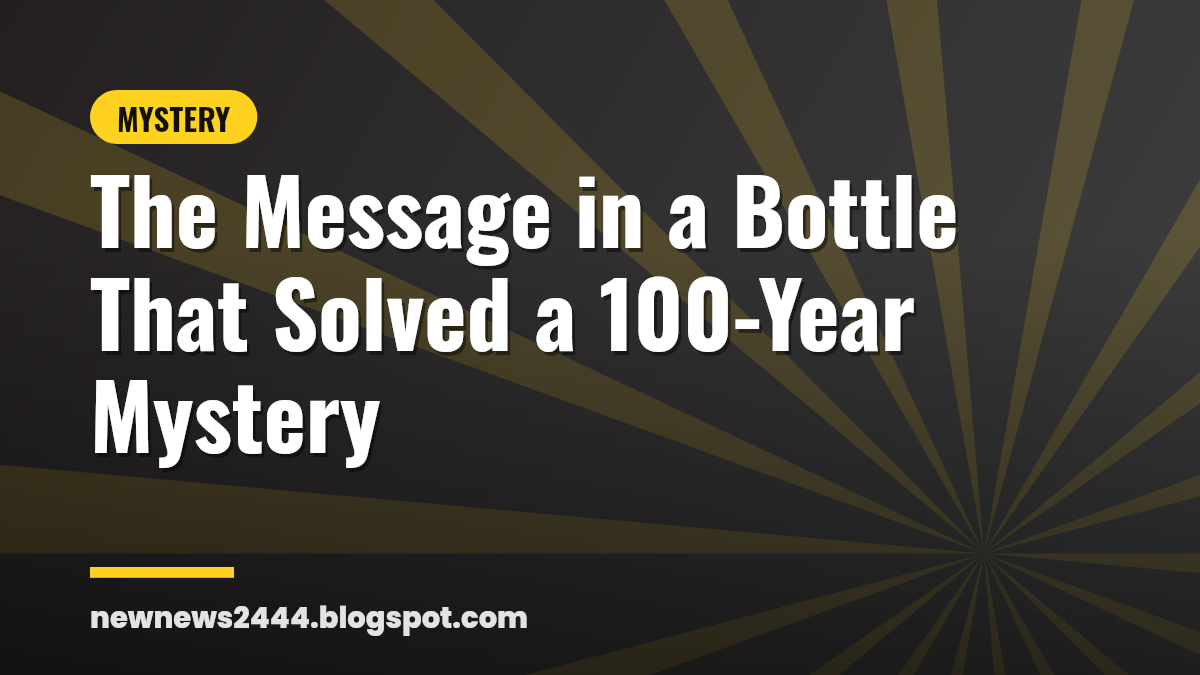 MYSTERY
The Message in a Bottle
That Solved a 100-Year
Mystery
newnews2444.blogspot.com